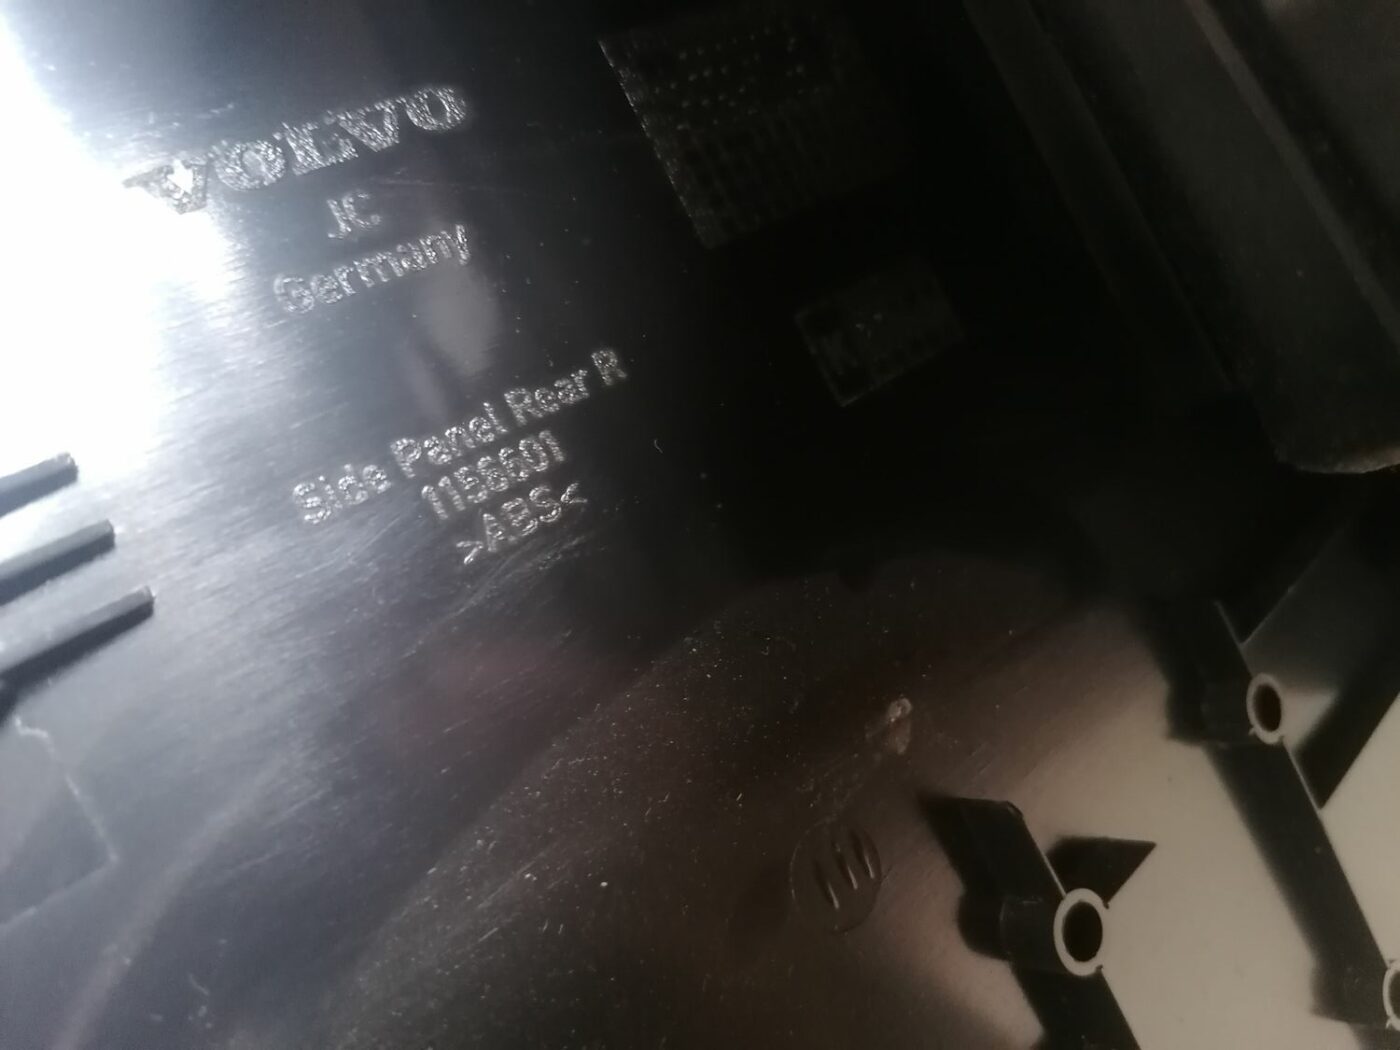 VOLVO
JC
Germany
Side Panel Rear R
1156601
>ABS<